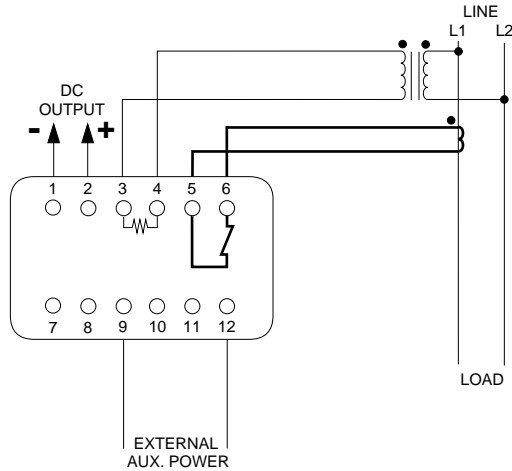 LINE
L1 L2
DC
OUTPUT
- +
1 2 3 4 5 6
7 8 9 10 11 12
LOAD
EXTERNAL
AUX. POWER